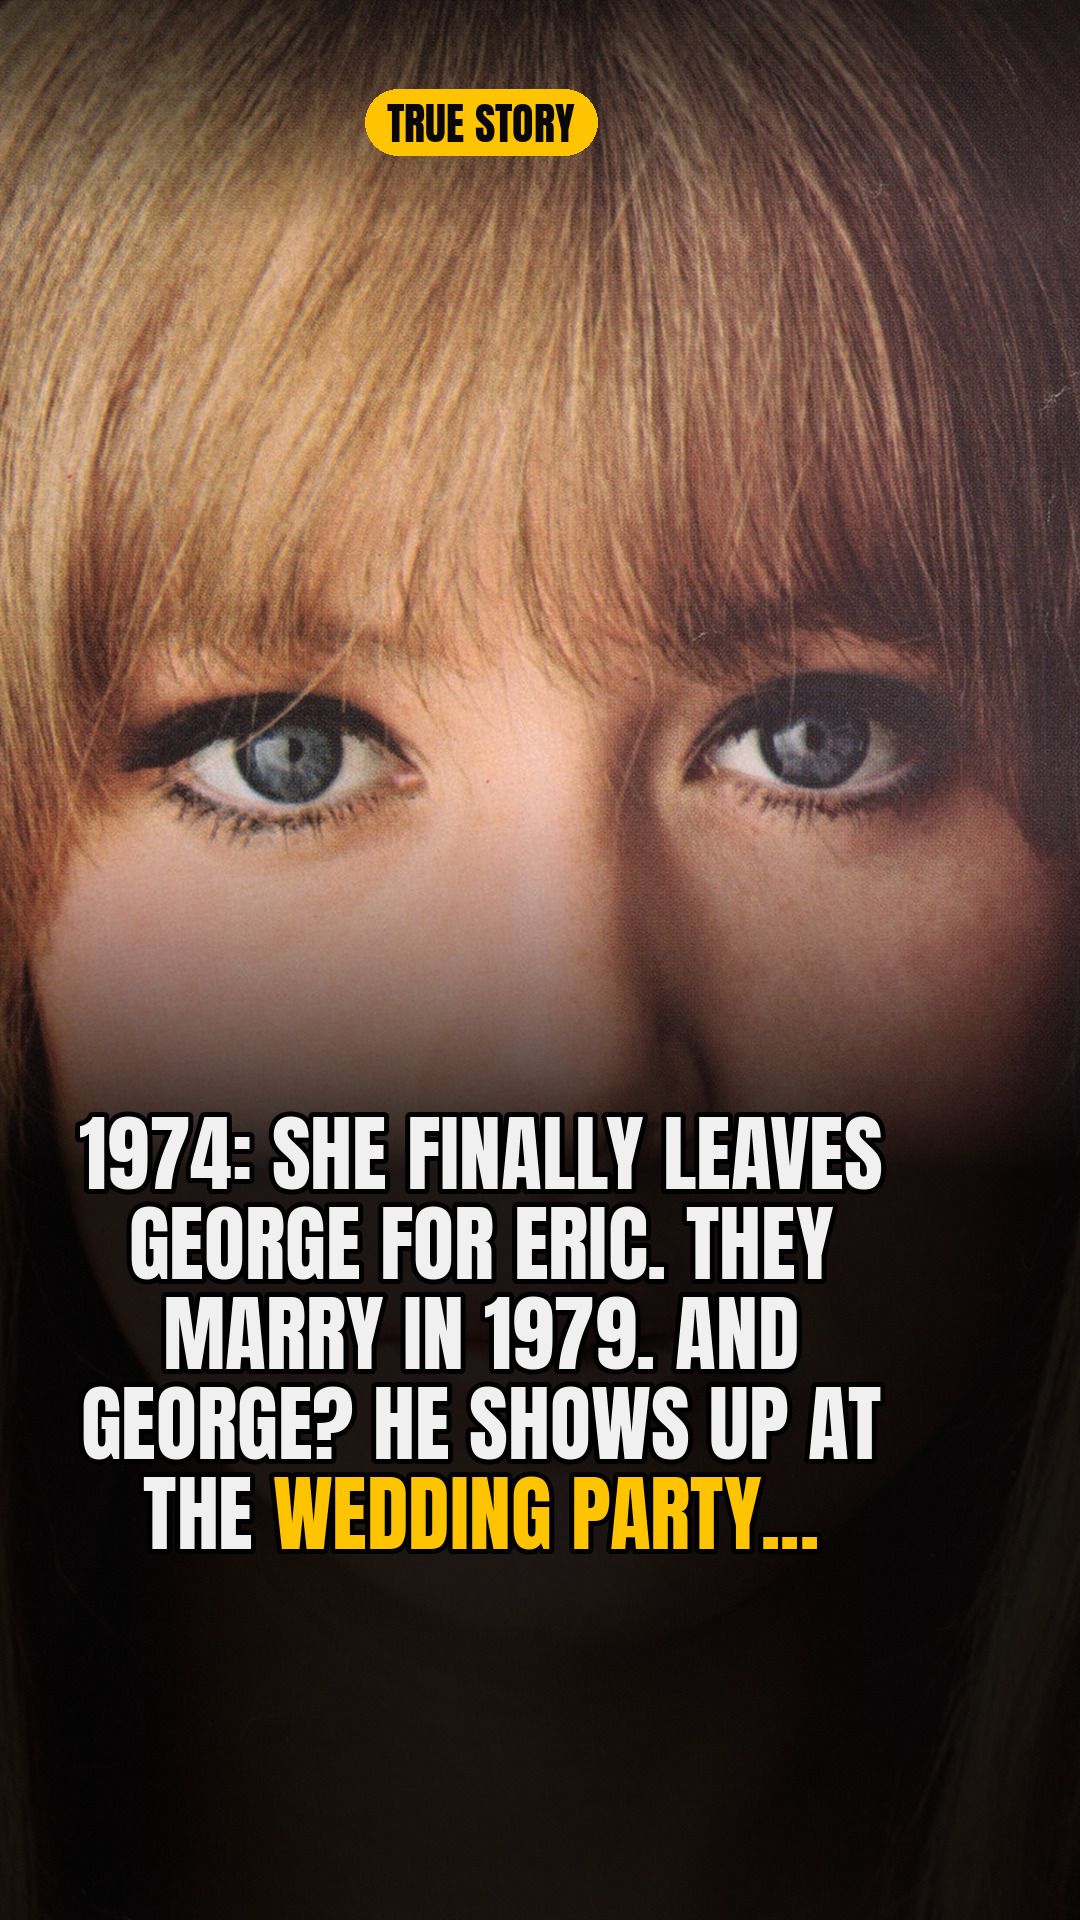 TRUE STORY
1974: SHE FINALLY LEAVES
GEORGE FOR ERIC. THEY
MARRY IN 1979. AND
GEORGE? HE SHOWS UP AT
THE WEDDING PARTY...